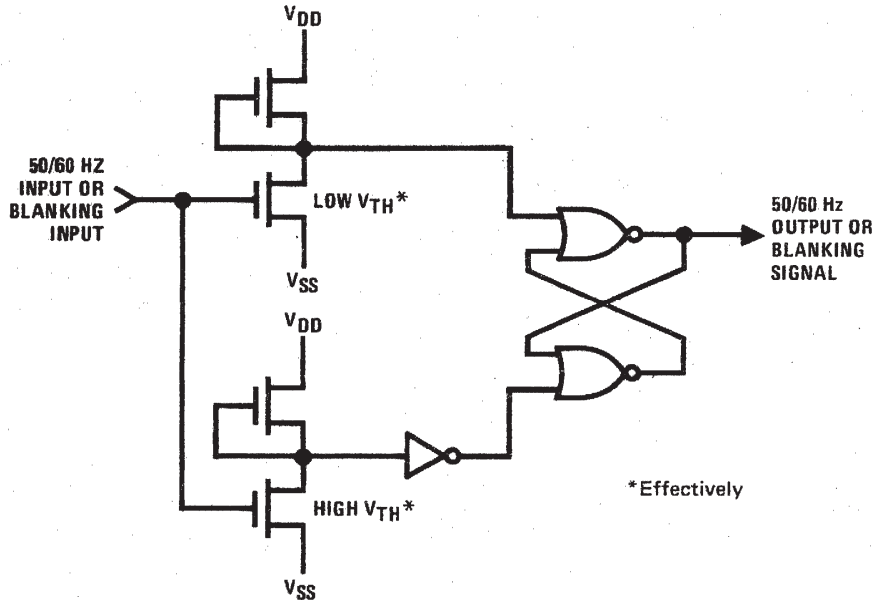 VDD
50/60 HZ
INPUT OR
BLANKING
INPUT
LOW VTH*
VSS
50/60 Hz
OUTPUT OR
BLANKING
SIGNAL
VDD
HIGH VTH*
*Effectively
VSS